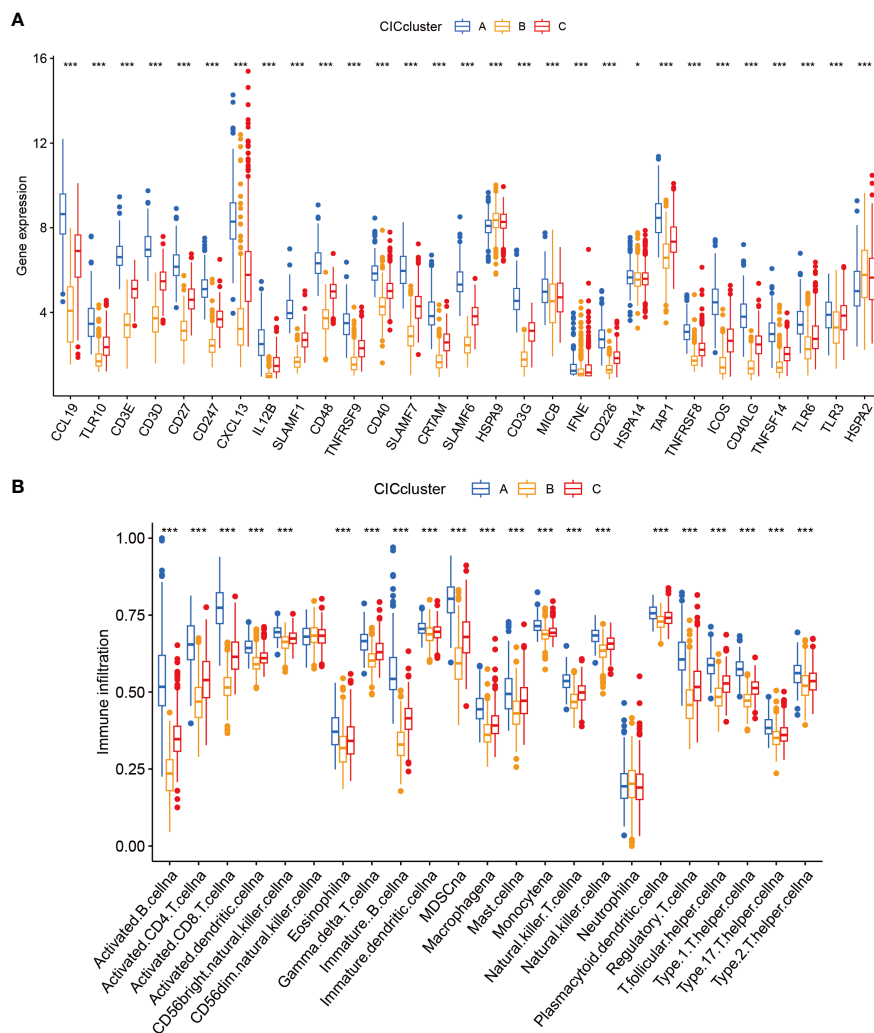 A
CICcluster A B C
16
12
8
4
Gene expression
*** *** *** *** *** *** *** *** *** *** *** *** *** *** *** *** *** *** *** *** * *** *** *** *** *** *** *** ***
CCL19 TLR10 CD3E CD3D CD27 CD247 CXCL13 IL12B SLAMF1 CD48 TNFRSF9 CD40 SLAMF7 CRTAM SLAMF6 HSPA9 CD3G MICB IFNE CD226 HSPA14 TAP1 TNFRSF8 ICOS CD40LG TNFSF14 TLR6 TLR3 HSPA2
B
CICcluster A B C
1.00
0.75
0.50
0.25
0.00
Immune infiltration
*** *** *** *** *** *** *** *** *** *** *** *** *** *** *** *** *** *** *** *** ***
Activated.B.cellna
Activated.CD4.T.cellna
Activated.CD8.T.cellna
Activated.dendritic.cellna
CD56bright.natural.killer.cellna
CD56dim.natural.killer.cellna
Eosinophilna
Gamma.delta.T.cellna
Immature..B.cellna
Immature.dendritic.cellna
MDSCna
Macrophagena
Mast.cellna
Monocytena
Natural.killer.T.cellna
Natural.killer.cellna
Neutrophilna
Plasmacytoid.dendritic.cellna
Regulatory.T.cellna
T.follicular.helper.cellna
Type.1.T.helper.cellna
Type.17.T.helper.cellna
Type.2.T.helper.cellna